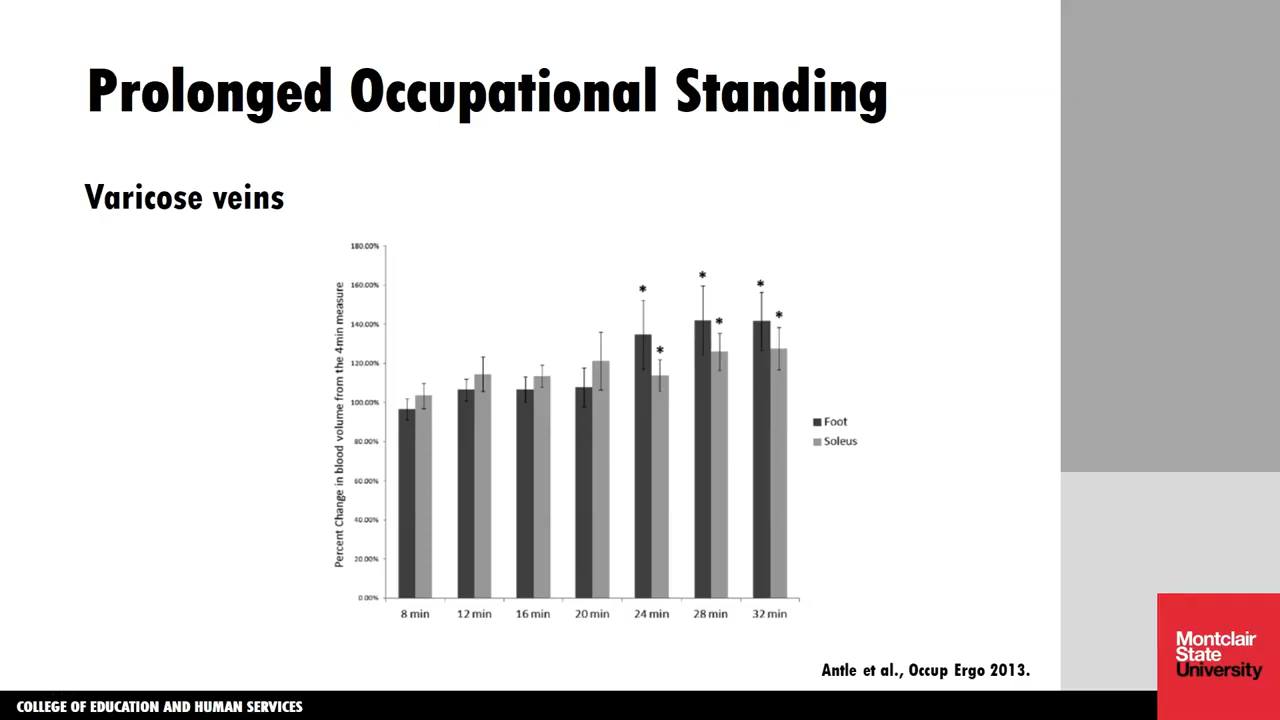 Prolonged Occupational Standing
Varicose veins
Percent Change in blood volume from the 4min measure
180.00%
160.00%
140.00%
120.00%
100.00%
80.00%
60.00%
40.00%
20.00%
0.00%
* * * * * *
8 min 12 min 16 min 20 min 24 min 28 min 32 min
Foot
Soleus
Antle et al., Occup Ergo 2013.
Montclair
State
University
COLLEGE OF EDUCATION AND HUMAN SERVICES